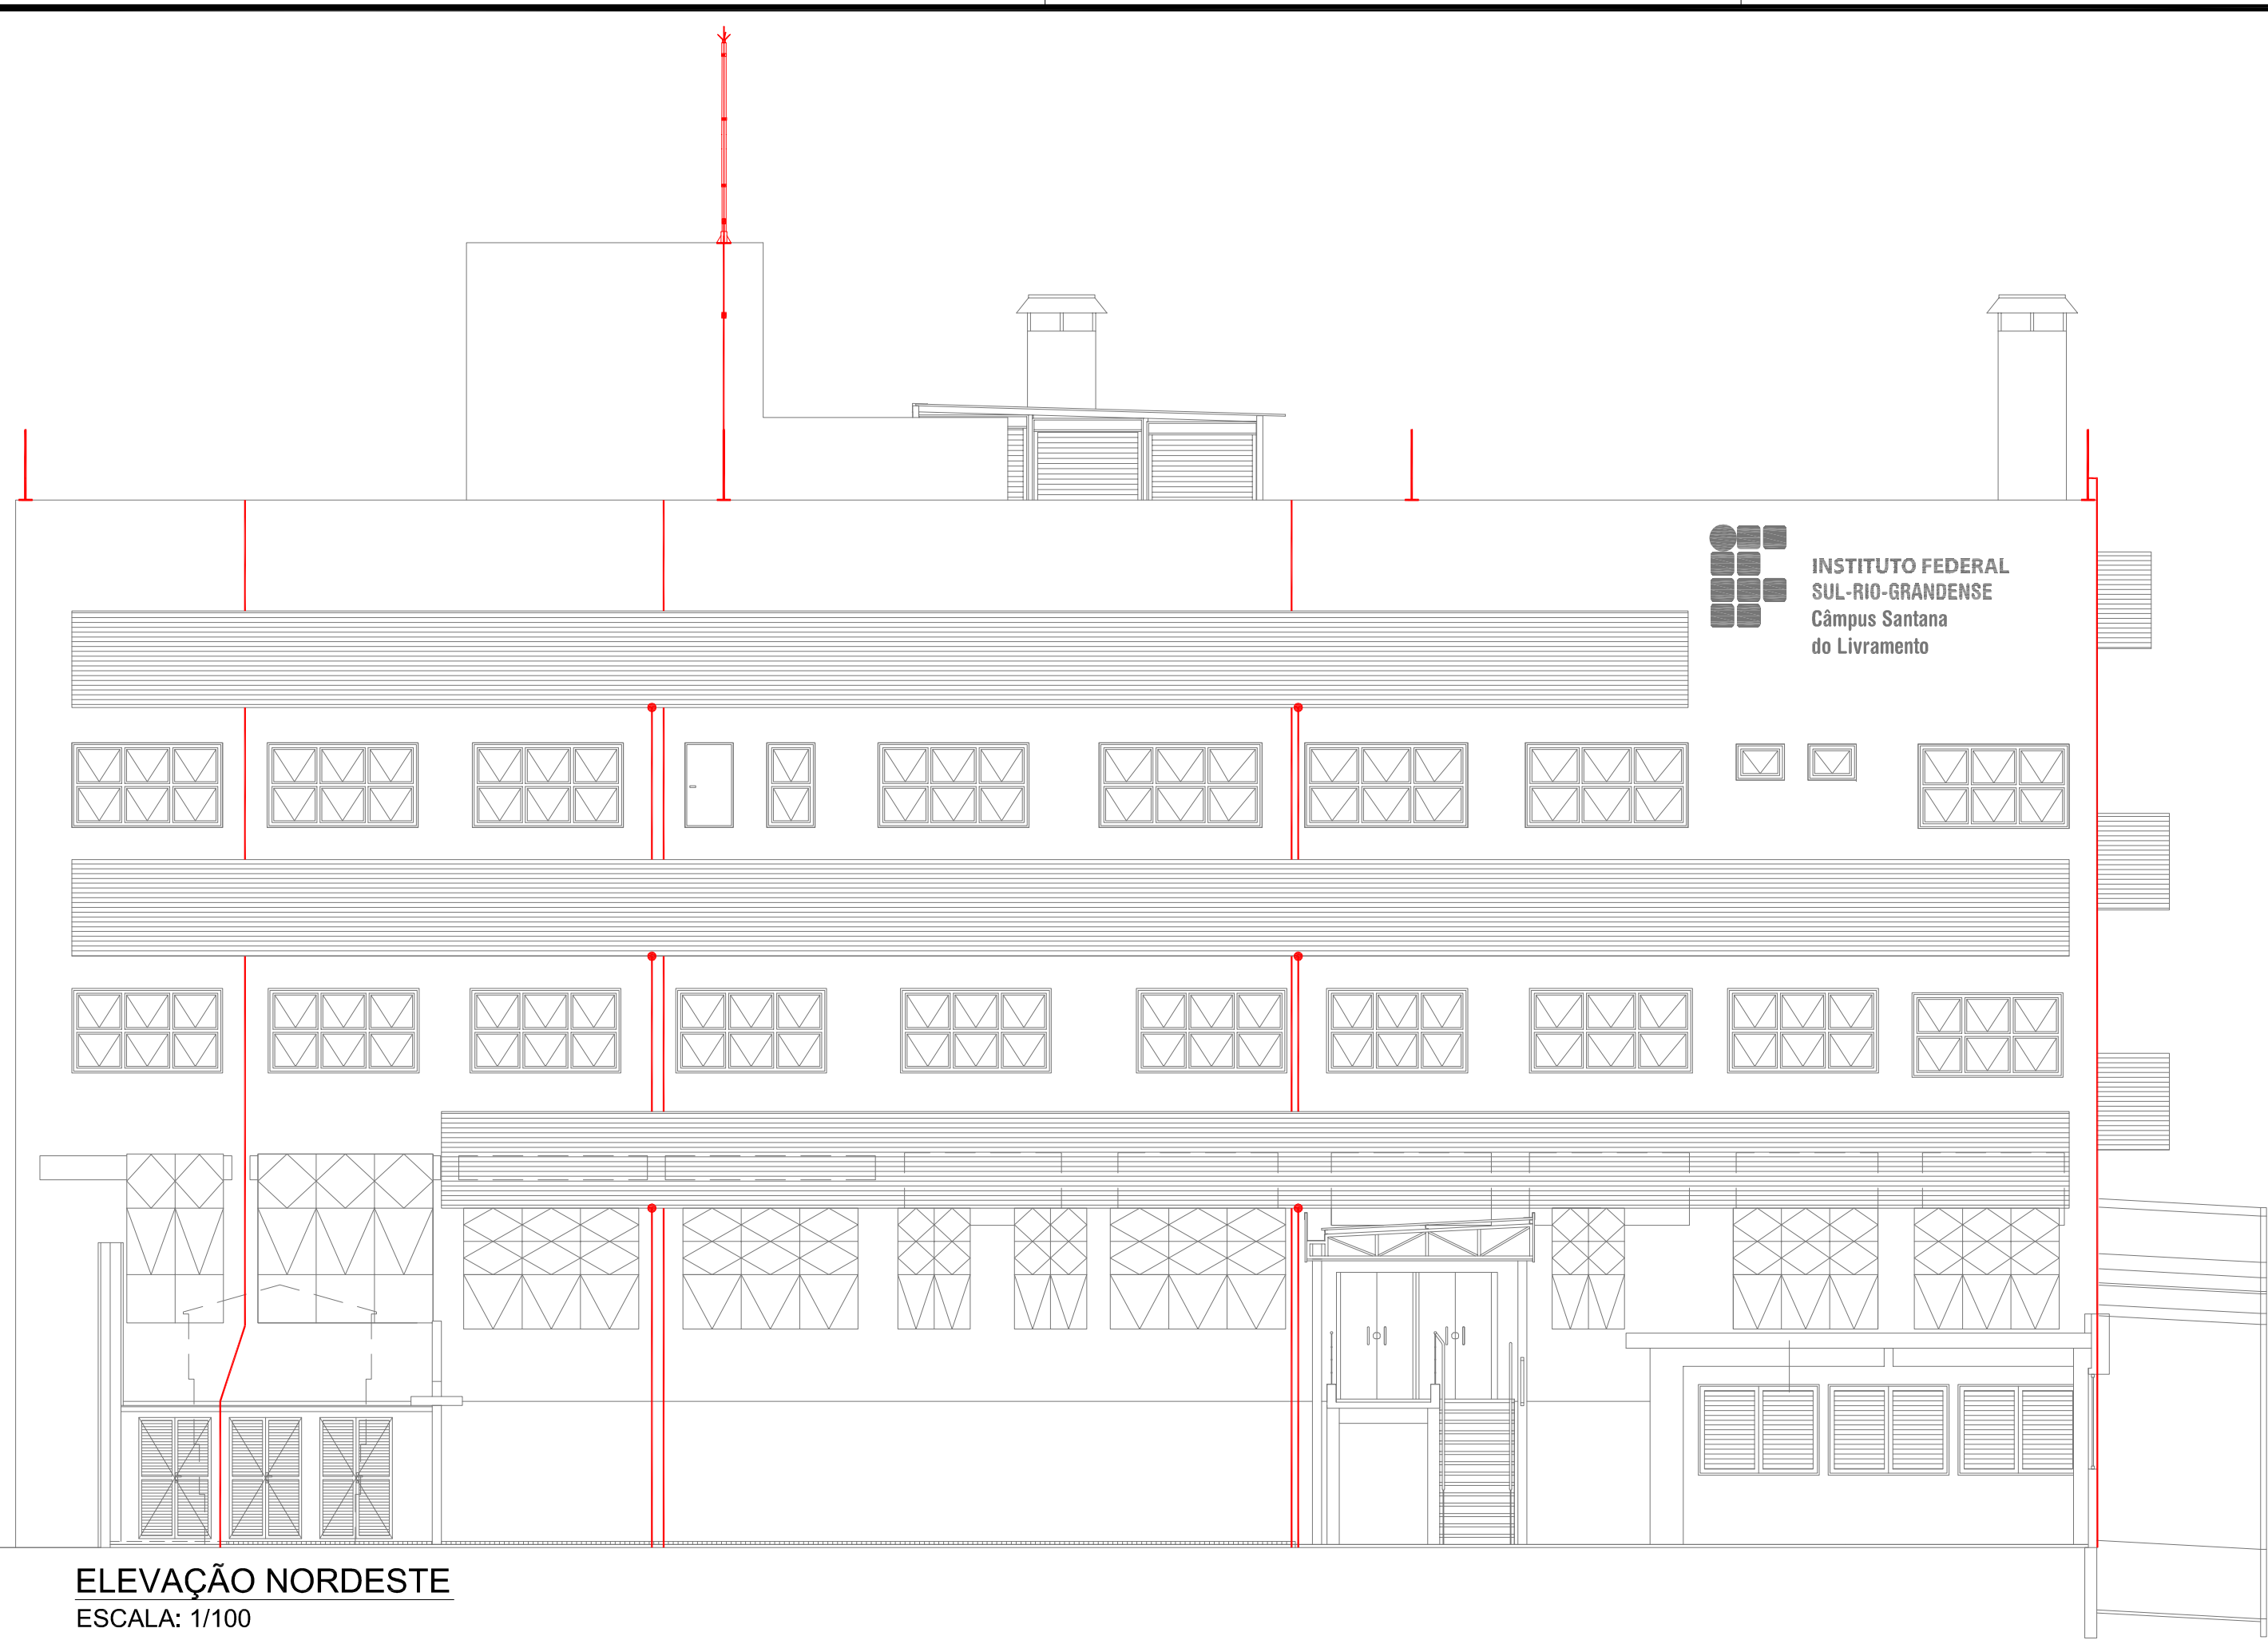 INSTITUTO FEDERAL
SUL-RIO-GRANDENSE
Câmpus Santana
do Livramento
ELEVAÇÃO NORDESTE
ESCALA: 1/100